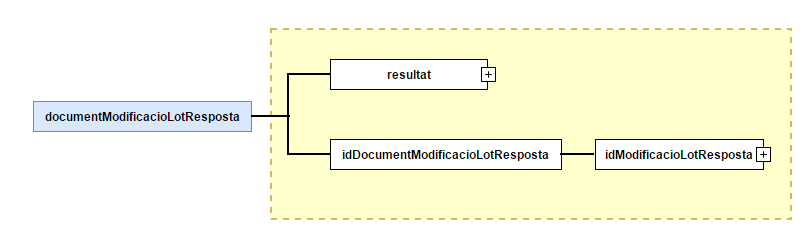 resultat
documentModificacioLotResposta
idDocumentModificacioLotResposta
idModificacioLotResposta